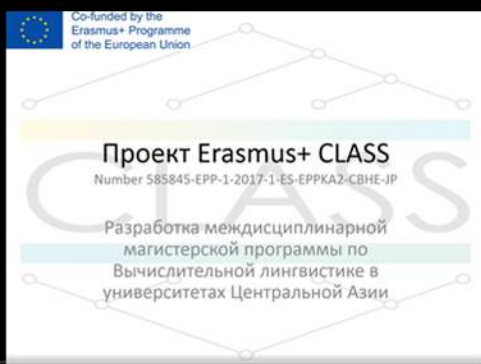 Co-funded by the
Erasmus+ Programme
of the European Union
Проект Erasmus+ CLASS
Number 585845-EPP-1-2017-1-ES-EPPKA2-CBHE-JP
CLASS
Разработка междисциплинарной
магистерской программы по
Вычислительной лингвистике в
университетах Центральной Азии